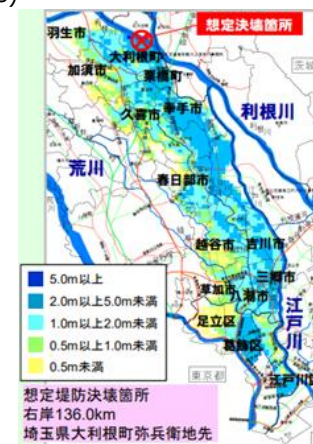 想定決壊箇所
羽生市
大利根町
加須市
栗橋町
茨城
幸手市
久喜市
利根川
荒川
春日部市
越谷市
吉川市
三郷市
草加市
八潮市
江戸川
足立区
葛飾区
東京都
江戸川区
5.0m以上
2.0m以上5.0m未満
1.0m以上2.0m未満
0.5m以上1.0m未満
0.5m未満
想定堤防決壊箇所
右岸136.0km
埼玉県大利根町弥兵衛地先